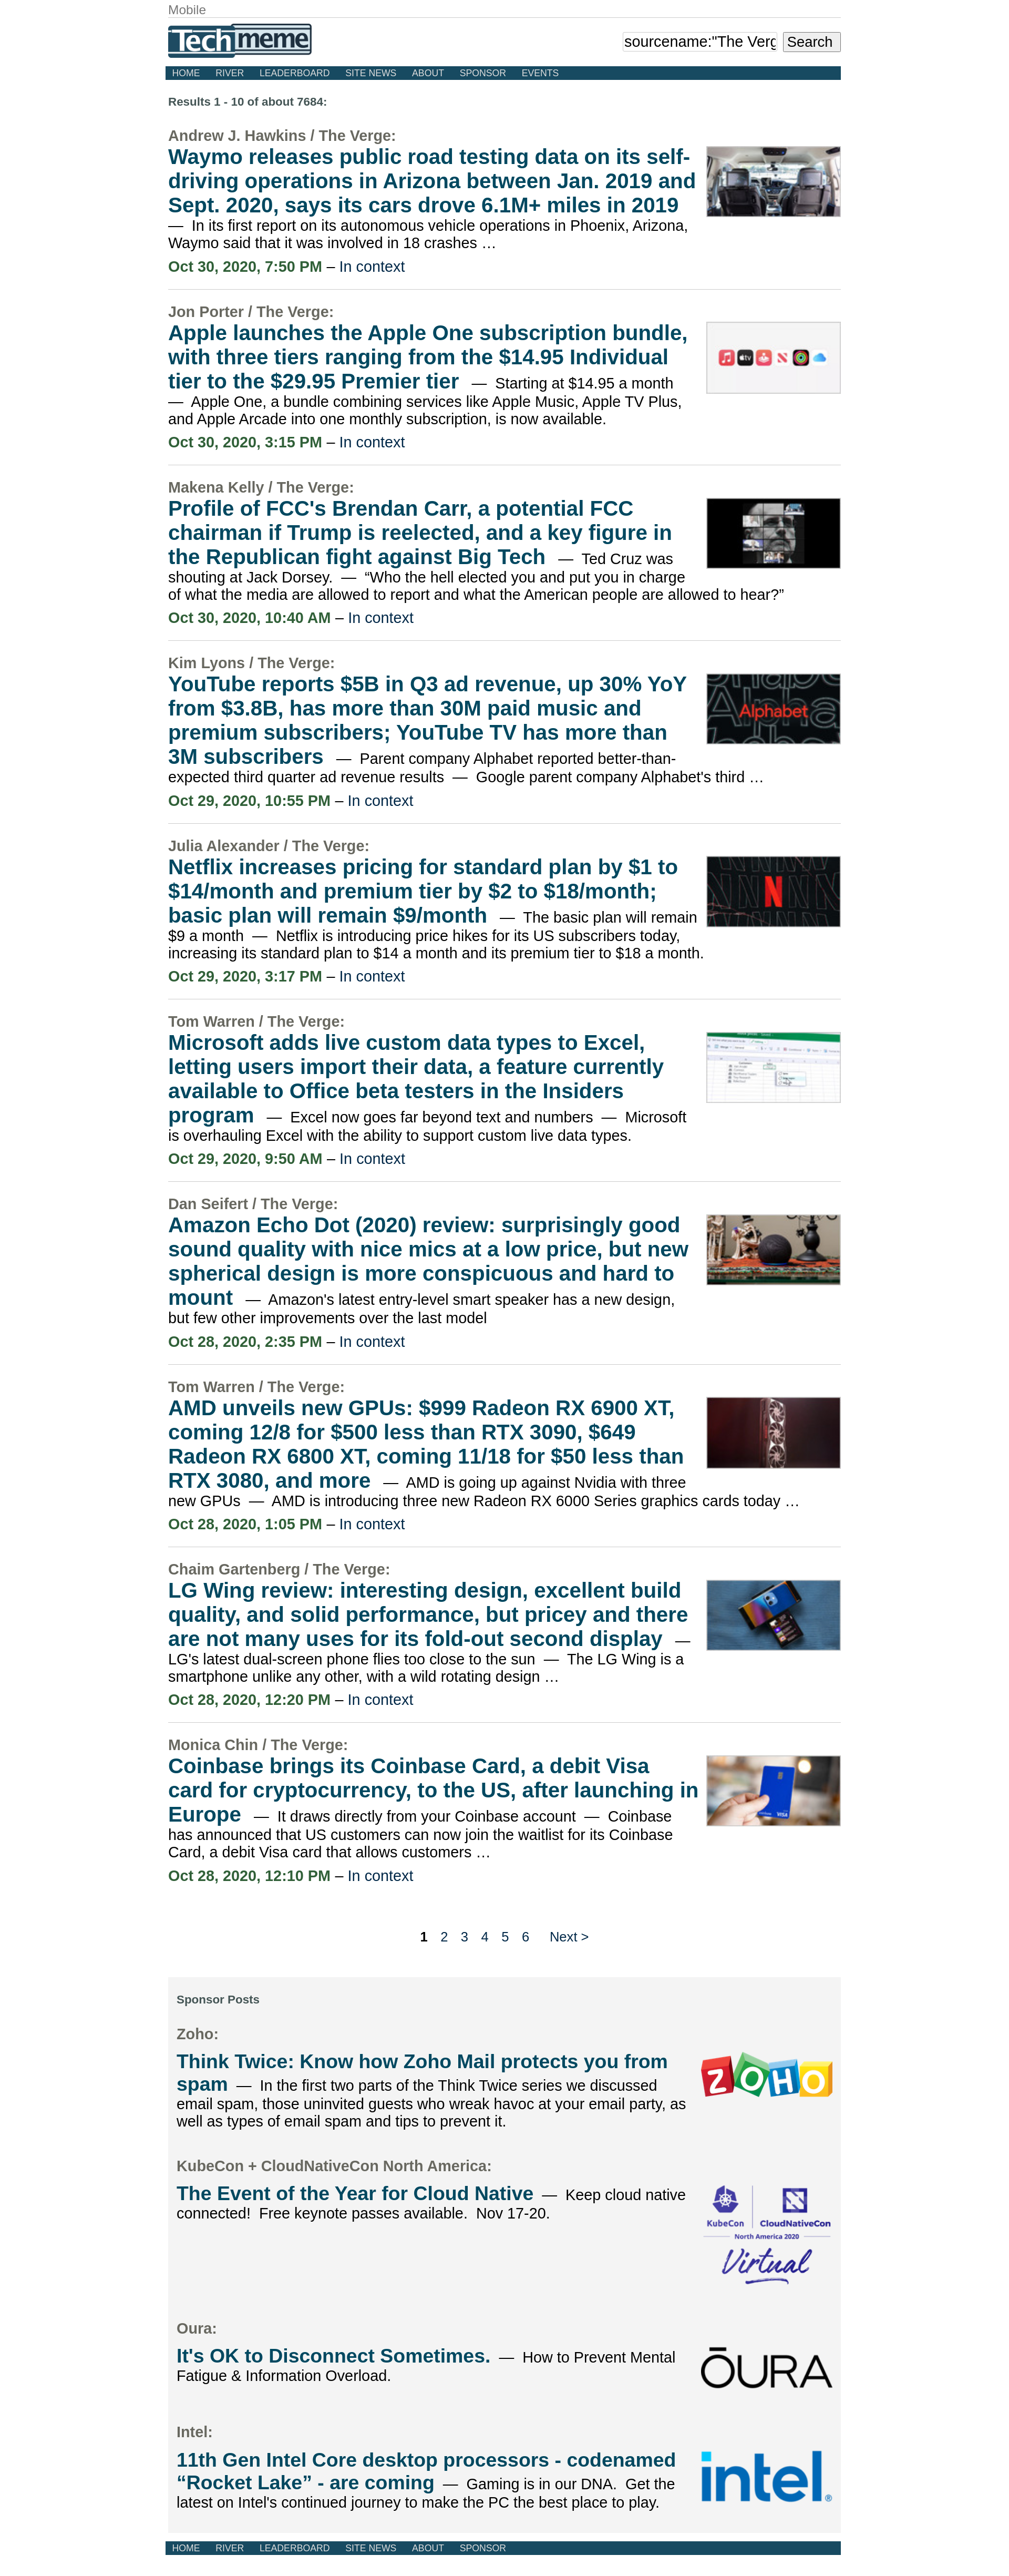 Mobile
Techmeme
sourcename:"The Verg
Search
HOME RIVER LEADERBOARD SITE NEWS ABOUT SPONSOR EVENTS
Results 1 - 10 of about 7684:
Andrew J. Hawkins / The Verge:
Waymo releases public road testing data on its self-
driving operations in Arizona between Jan. 2019 and
Sept. 2020, says its cars drove 6.1M+ miles in 2019
— In its first report on its autonomous vehicle operations in Phoenix, Arizona,
Waymo said that it was involved in 18 crashes …
Oct 30, 2020, 7:50 PM – In context
Jon Porter / The Verge:
Apple launches the Apple One subscription bundle,
with three tiers ranging from the $14.95 Individual
tier to the $29.95 Premier tier — Starting at $14.95 a month
— Apple One, a bundle combining services like Apple Music, Apple TV Plus,
and Apple Arcade into one monthly subscription, is now available.
Oct 30, 2020, 3:15 PM – In context
Makena Kelly / The Verge:
Profile of FCC's Brendan Carr, a potential FCC
chairman if Trump is reelected, and a key figure in
the Republican fight against Big Tech — Ted Cruz was
shouting at Jack Dorsey. — “Who the hell elected you and put you in charge
of what the media are allowed to report and what the American people are allowed to hear?”
Oct 30, 2020, 10:40 AM – In context
Kim Lyons / The Verge:
YouTube reports $5B in Q3 ad revenue, up 30% YoY
from $3.8B, has more than 30M paid music and
premium subscribers; YouTube TV has more than
3M subscribers — Parent company Alphabet reported better-than-
expected third quarter ad revenue results — Google parent company Alphabet's third …
Alphabet
Oct 29, 2020, 10:55 PM – In context
Julia Alexander / The Verge:
Netflix increases pricing for standard plan by $1 to
$14/month and premium tier by $2 to $18/month;
basic plan will remain $9/month — The basic plan will remain
$9 a month — Netflix is introducing price hikes for its US subscribers today,
increasing its standard plan to $14 a month and its premium tier to $18 a month.
Oct 29, 2020, 3:17 PM – In context
Tom Warren / The Verge:
Microsoft adds live custom data types to Excel,
letting users import their data, a feature currently
available to Office beta testers in the Insiders
program — Excel now goes far beyond text and numbers — Microsoft
is overhauling Excel with the ability to support custom live data types.
Oct 29, 2020, 9:50 AM – In context
Dan Seifert / The Verge:
Amazon Echo Dot (2020) review: surprisingly good
sound quality with nice mics at a low price, but new
spherical design is more conspicuous and hard to
mount — Amazon's latest entry-level smart speaker has a new design,
but few other improvements over the last model
Oct 28, 2020, 2:35 PM – In context
Tom Warren / The Verge:
AMD unveils new GPUs: $999 Radeon RX 6900 XT,
coming 12/8 for $500 less than RTX 3090, $649
Radeon RX 6800 XT, coming 11/18 for $50 less than
RTX 3080, and more — AMD is going up against Nvidia with three
new GPUs — AMD is introducing three new Radeon RX 6000 Series graphics cards today …
Oct 28, 2020, 1:05 PM – In context
Chaim Gartenberg / The Verge:
LG Wing review: interesting design, excellent build
quality, and solid performance, but pricey and there
are not many uses for its fold-out second display —
LG's latest dual-screen phone flies too close to the sun — The LG Wing is a
smartphone unlike any other, with a wild rotating design …
Oct 28, 2020, 12:20 PM – In context
Monica Chin / The Verge:
Coinbase brings its Coinbase Card, a debit Visa
card for cryptocurrency, to the US, after launching in
Europe — It draws directly from your Coinbase account — Coinbase
has announced that US customers can now join the waitlist for its Coinbase
Card, a debit Visa card that allows customers …
VISA
Oct 28, 2020, 12:10 PM – In context
1 2 3 4 5 6 Next >
Sponsor Posts
Zoho:
Think Twice: Know how Zoho Mail protects you from
spam — In the first two parts of the Think Twice series we discussed
email spam, those uninvited guests who wreak havoc at your email party, as
well as types of email spam and tips to prevent it.
ZOHO
KubeCon + CloudNativeCon North America:
The Event of the Year for Cloud Native — Keep cloud native
connected! Free keynote passes available. Nov 17-20.
KubeCon CloudNativeCon
North America 2020
Virtual
Oura:
It's OK to Disconnect Sometimes. — How to Prevent Mental
Fatigue & Information Overload.
ŌURA
Intel:
11th Gen Intel Core desktop processors - codenamed
“Rocket Lake” - are coming — Gaming is in our DNA. Get the
latest on Intel's continued journey to make the PC the best place to play.
intel®
HOME RIVER LEADERBOARD SITE NEWS ABOUT SPONSOR